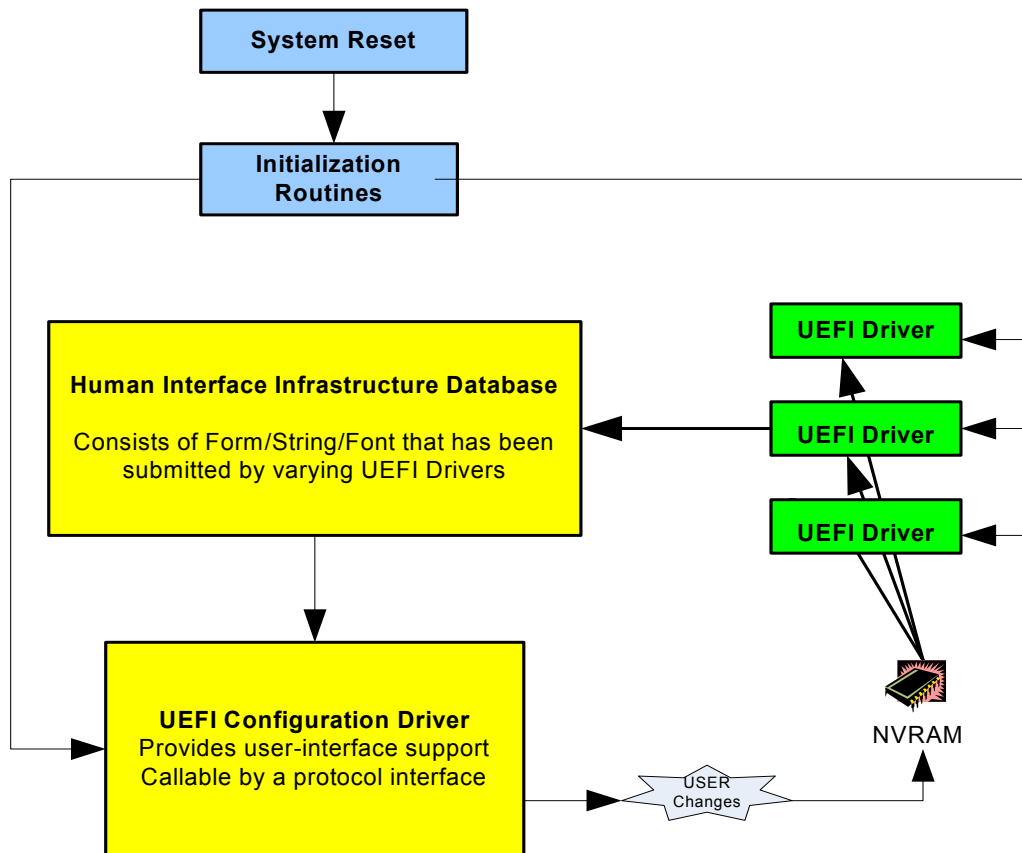 System Reset
Initialization
Routines
UEFI Driver
Human Interface Infrastructure Database
Consists of Form/String/Font that has been
submitted by varying UEFI Drivers
UEFI Driver
UEFI Driver
UEFI Configuration Driver
Provides user-interface support
Callable by a protocol interface
NVRAM
USER
Changes